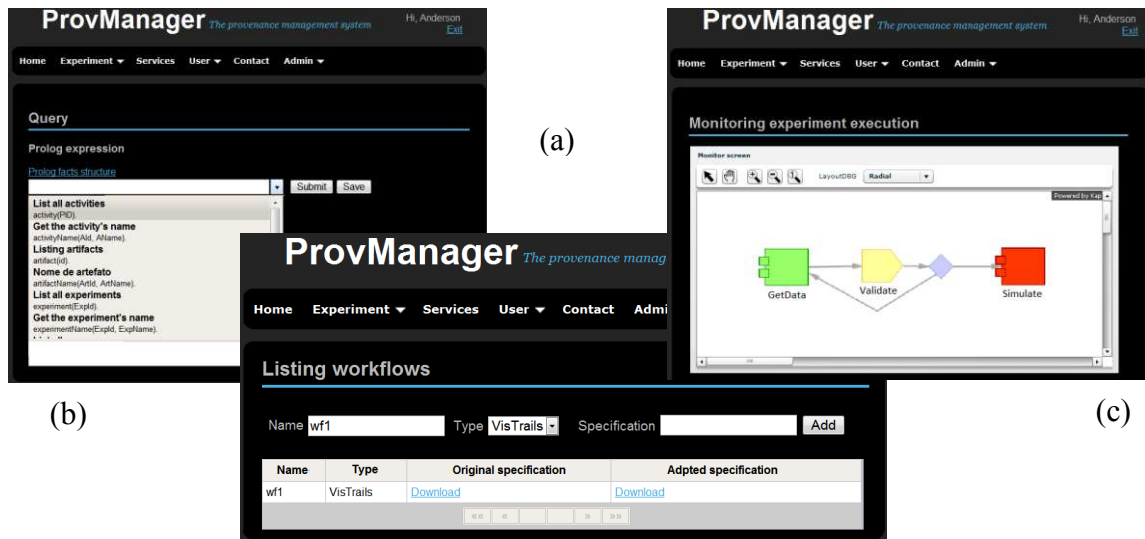 ProvManager The provenance management system
Hi, Anderson
Exit
Home Experiment Services User Contact Admin
Query
Prolog expression
Prolog facts structure
Submit Save
List all activities
activity(PID).
Get the activity's name
activityName(AId, AName).
Listing artifacts
artifact(id).
Nome de artefato
artifactName(ArtId, ArtName).
List all experiments
experiment(ExpId).
Get the experiment's name
experimentName(ExpId, ExpName).
(a)
ProvManager The provenance management system
Hi, Anderson
Exit
Home Experiment Services User Contact Admin
Monitoring experiment execution
Monitor screen
LayoutDBG Radial
Powered by Kap
GetData
Validate
Simulate
(b)
ProvManager The provenance manag
Home Experiment Services User Contact Admi
Listing workflows
Name wf1 Type VisTrails Specification Add
Name Type Original specification Adpted specification
wf1 VisTrails Download Download
«« « » »»
(c)